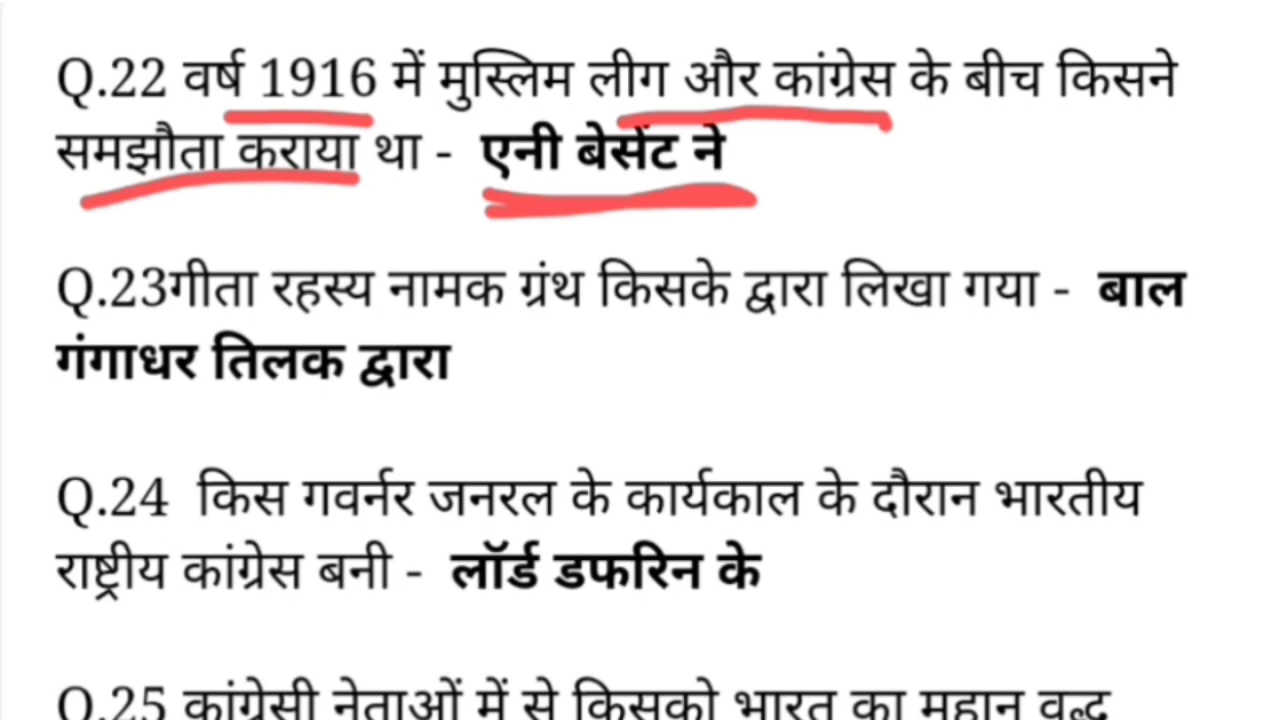 Q.22 वर्ष 1916 में मुस्लिम लीग और कांग्रेस के बीच किसने
समझौता कराया था - एनी बेसेंट ने
Q.23गीता रहस्य नामक ग्रंथ किसके द्वारा लिखा गया - बाल
गंगाधर तिलक द्वारा
Q.24 किस गवर्नर जनरल के कार्यकाल के दौरान भारतीय
राष्ट्रीय कांग्रेस बनी - लॉर्ड डफरिन के
Q.25 कांग्रेसी नेताओं में से किसको भारत का महान वृद्ध